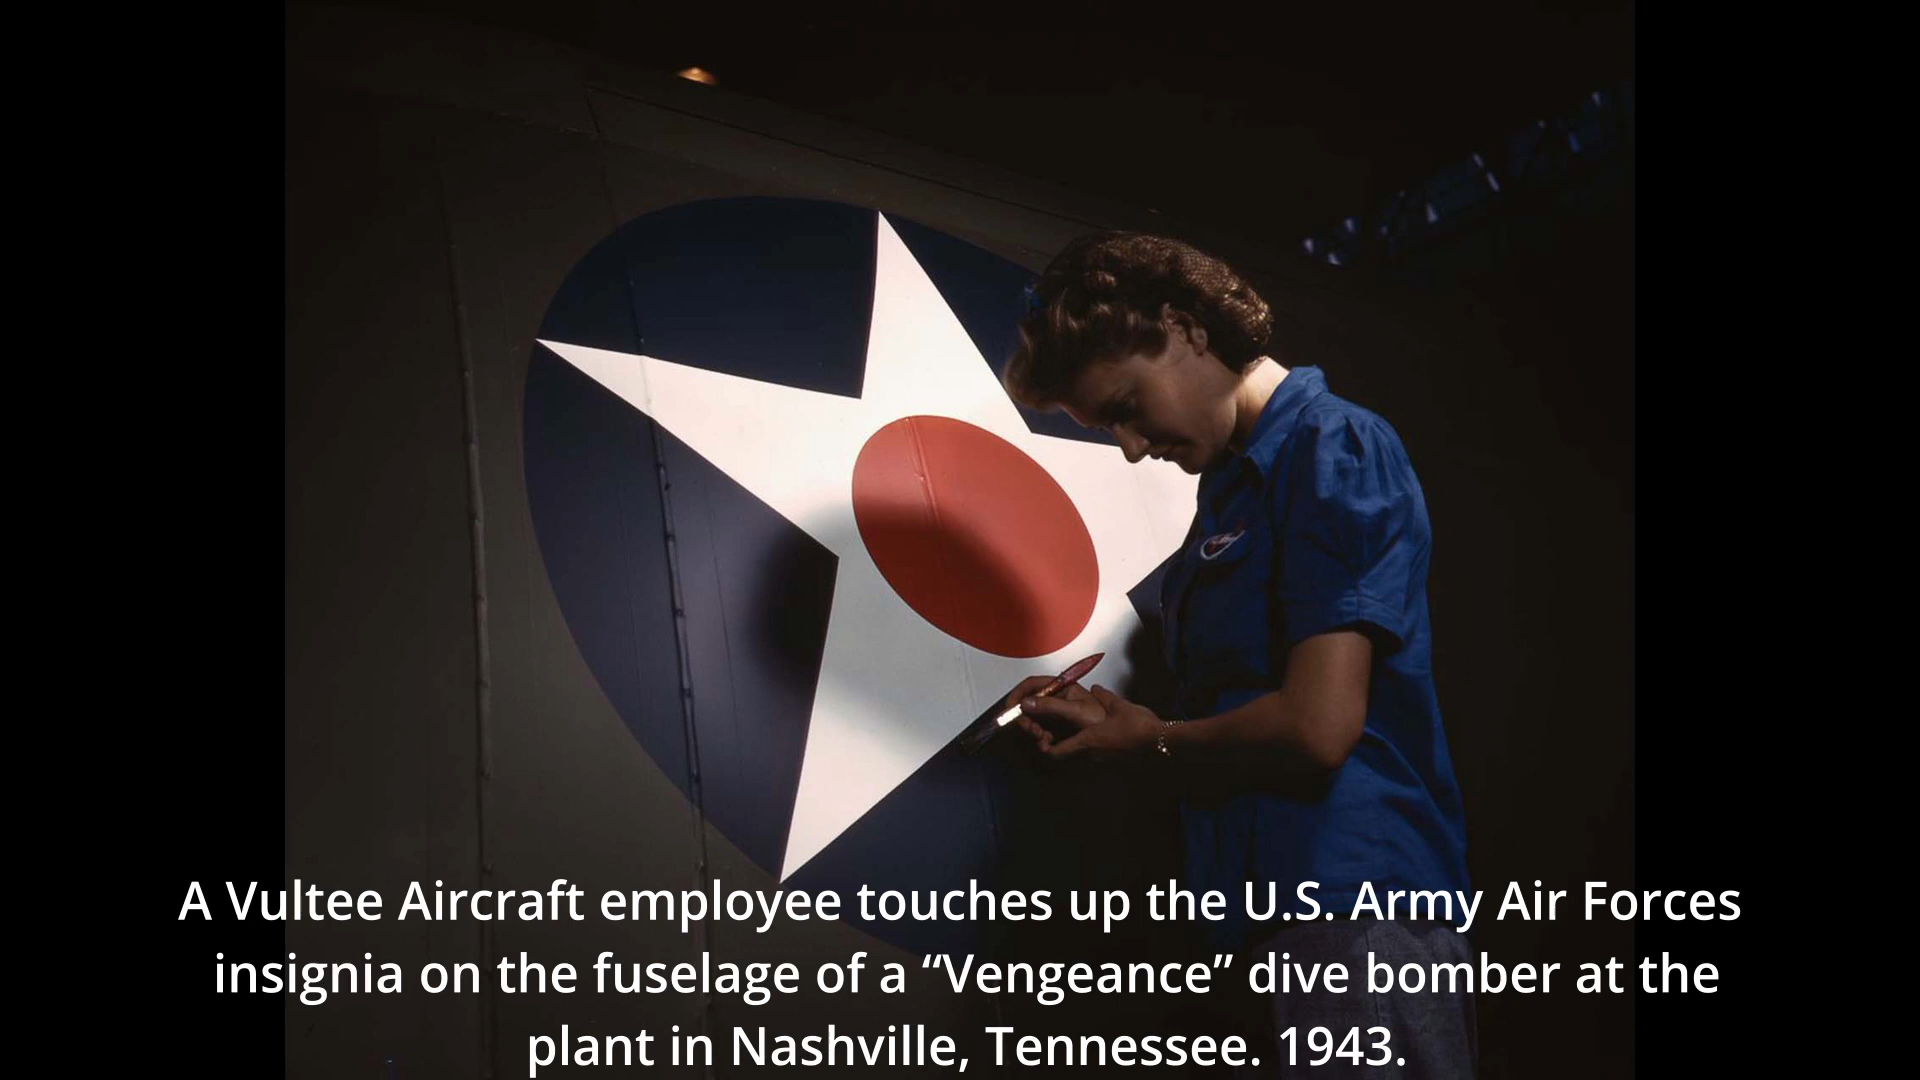 A Vultee Aircraft employee touches up the U.S. Army Air Forces
insignia on the fuselage of a “Vengeance” dive bomber at the
plant in Nashville, Tennessee. 1943.